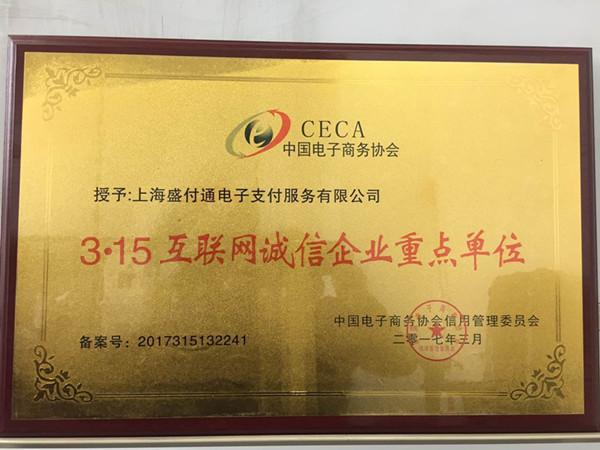 CECA
中国电子商务协会
授予:上海盛付通电子支付服务有限公司
3·15互联网诚信企业重点单位
中国电子商务协会信用管理委员会
二零一七年三月
备案号：2017315132241